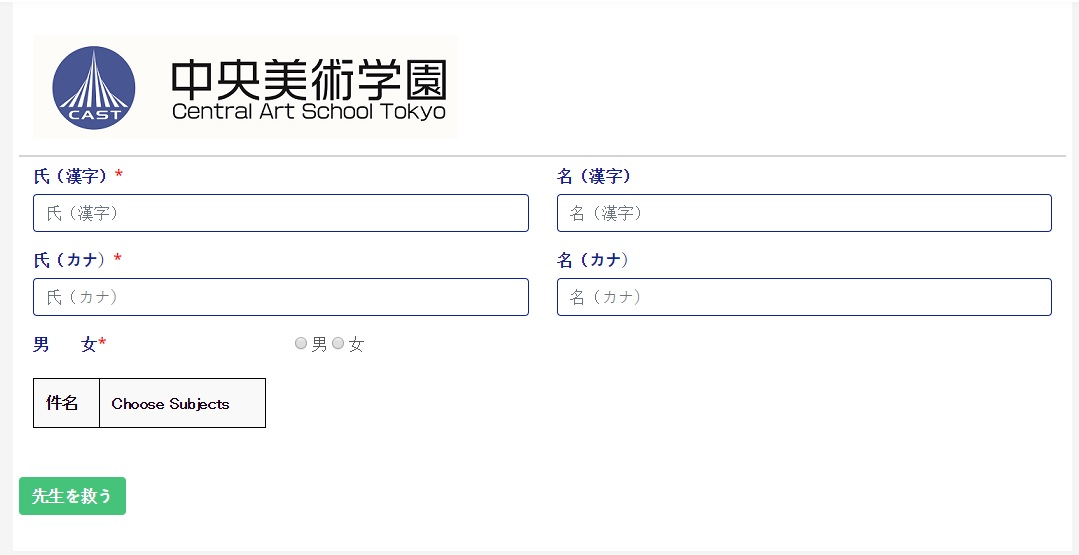 CAST
中央美術学園
Central Art School Tokyo
氏（漢字）* 名（漢字）
氏（漢字） 名（漢字）
氏（カナ）* 名（カナ）
氏（カナ） 名（カナ）
男　　女* 男 女
件名 Choose Subjects
先生を救う